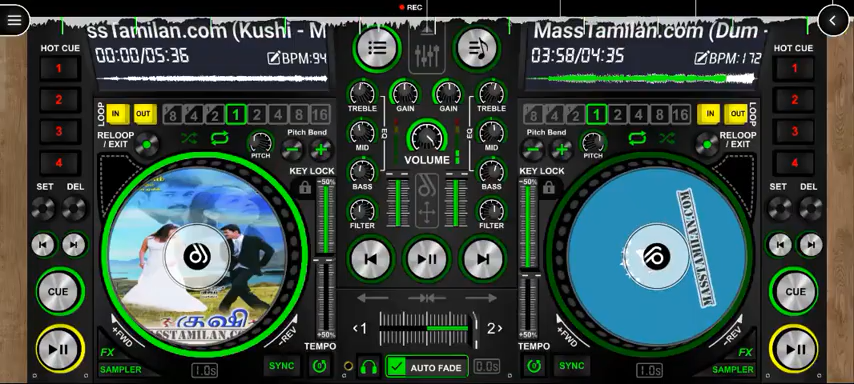 REC
ssTamilan.com (Kushi - M
00:00/05:36
BPM:94
MassTamilan.com (Dum -
03:58/04:35
BPM:172
HOT CUE
1
2
3
4
SET DEL
CUE
LOOP
IN OUT
/8 /4 /2 1 2 4 8 16
RELOOP
/ EXIT
PITCH
Pitch Bend
KEY LOCK
-50%
+50%
TEMPO
குஷி
MASSTAMILAN.CO
+FWD
-REV
FX
SAMPLER
1.0s
SYNC
TREBLE
MID
BASS
FILTER
EQ
GAIN GAIN
VOLUME
TREBLE
MID
BASS
FILTER
EQ
1 2
AUTO FADE
0.0s
/8 /4 /2 1 2 4 8 16
IN OUT
LOOP
Pitch Bend
PITCH
RELOOP
/ EXIT
KEY LOCK
-50%
+50%
TEMPO
+FWD
-REV
SYNC
1.0s
FX
SAMPLER
HOT CUE
1
2
3
4
SET DEL
CUE